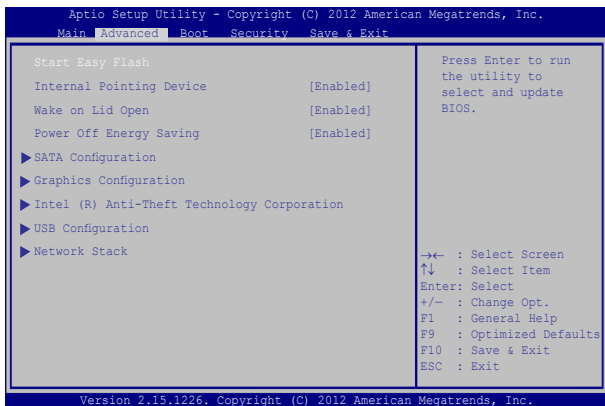 Aptio Setup Utility - Copyright (C) 2012 American Megatrends, Inc.
Main Advanced Boot Security Save & Exit
Start Easy Flash
Internal Pointing Device [Enabled]
Wake on Lid Open [Enabled]
Power Off Energy Saving [Enabled]
SATA Configuration
Graphics Configuration
Intel (R) Anti-Theft Technology Corporation
USB Configuration
Network Stack
Press Enter to run
the utility to
select and update
BIOS.
→← : Select Screen
↑↓ : Select Item
Enter: Select
+/— : Change Opt.
F1 : General Help
F9 : Optimized Defaults
F10 : Save & Exit
ESC : Exit
Version 2.15.1226. Copyright (C) 2012 American Megatrends, Inc.